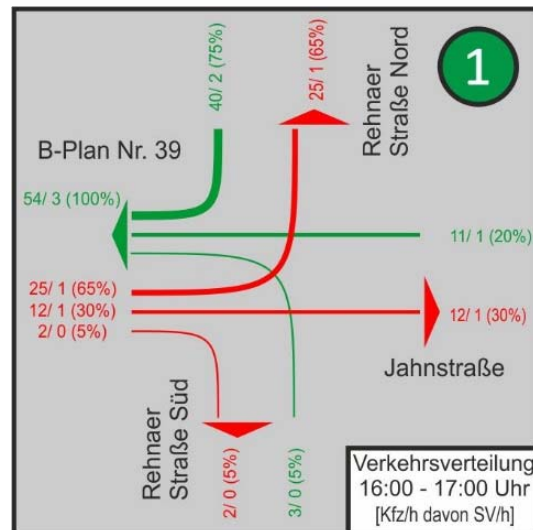 40/ 2 (75%)
25/ 1 (65%)
Rehnaer
Straße Nord
1
B-Plan Nr. 39
54/ 3 (100%)
11/ 1 (20%)
25/ 1 (65%)
12/ 1 (30%)
2/ 0 (5%)
12/ 1 (30%)
Jahnstraße
Rehnaer
Straße Süd
2/ 0 (5%)
3/ 0 (5%)
Verkehrsverteilung
16:00 - 17:00 Uhr
[Kfz/h davon SV/h]